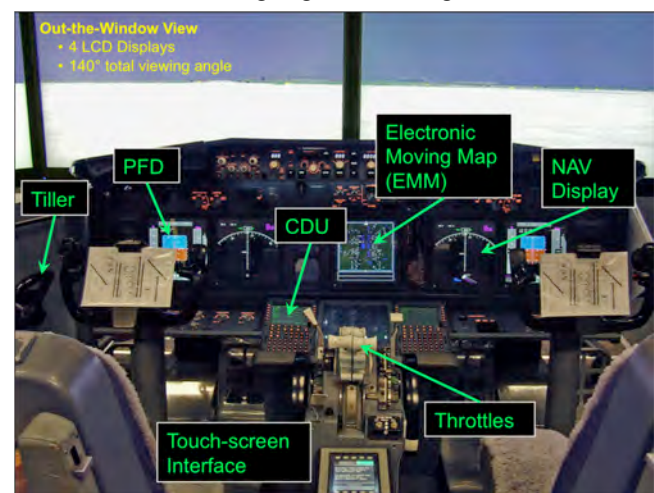 Out-the-Window View
• 4 LCD Displays
• 140° total viewing angle
Electronic
Moving Map
(EMM)
PFD
NAV
Display
Tiller
CDU
Throttles
Touch-screen
Interface